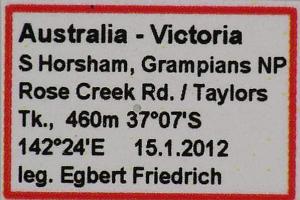 Australia - Victoria
S Horsham, Grampians NP
Rose Creek Rd. / Taylors
Tk., 460m 37°07'S
142°24'E 15.1.2012
leg. Egbert Friedrich